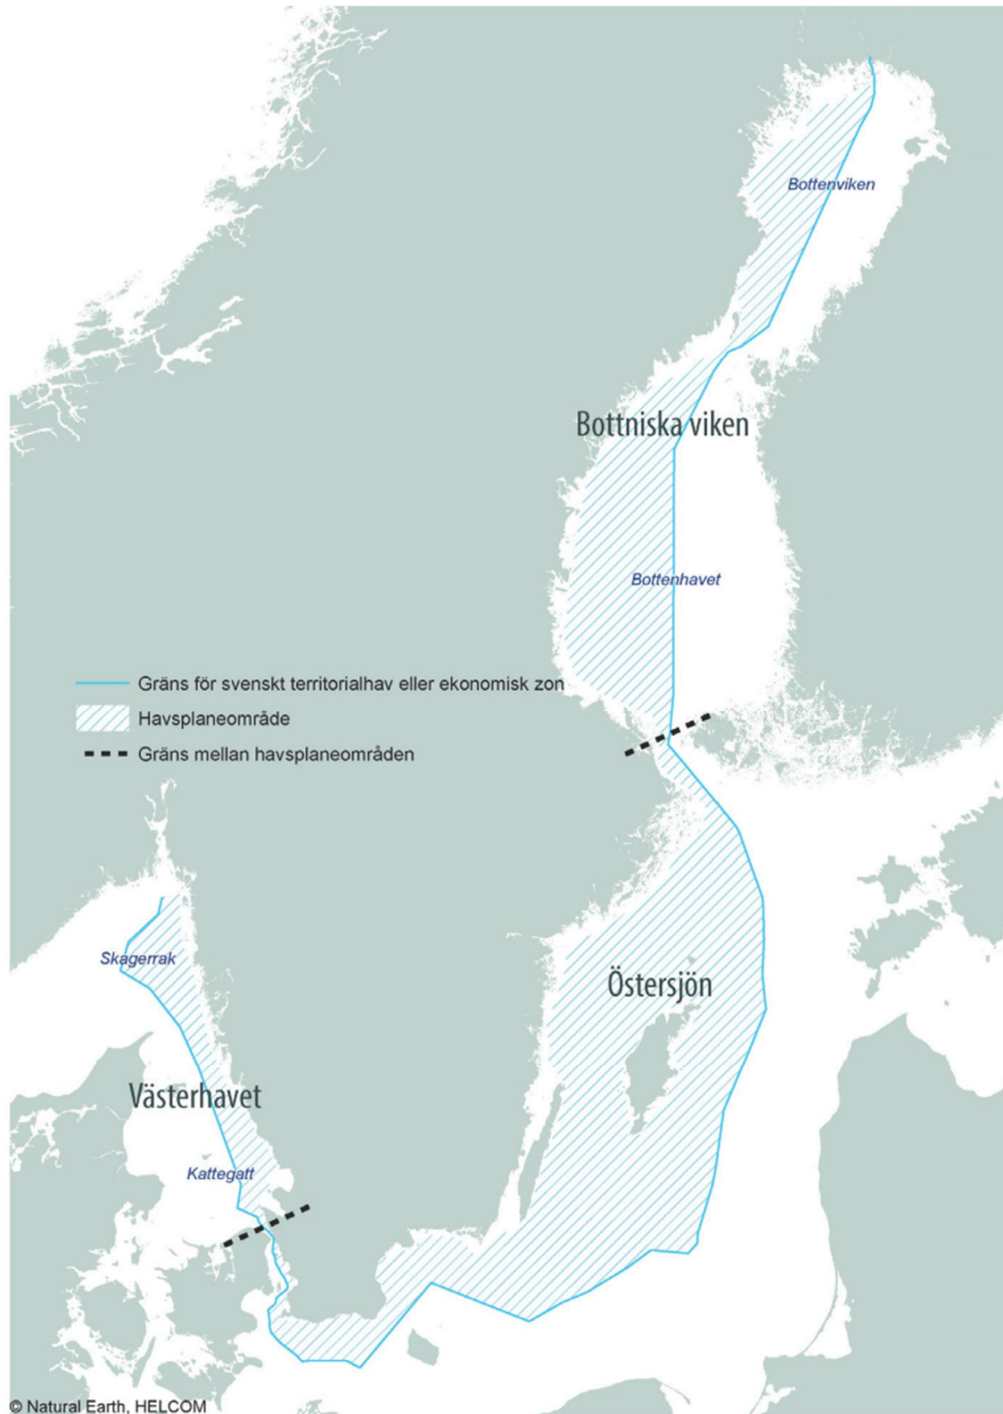 Bottenviken
Bottniska viken
Bottenhavet
Gräns för svenskt territorialhav eller ekonomisk zon
Havsplaneområde
Gräns mellan havsplaneområden
Skagerrak
Östersjön
Västerhavet
Kattegatt
© Natural Earth, HELCOM